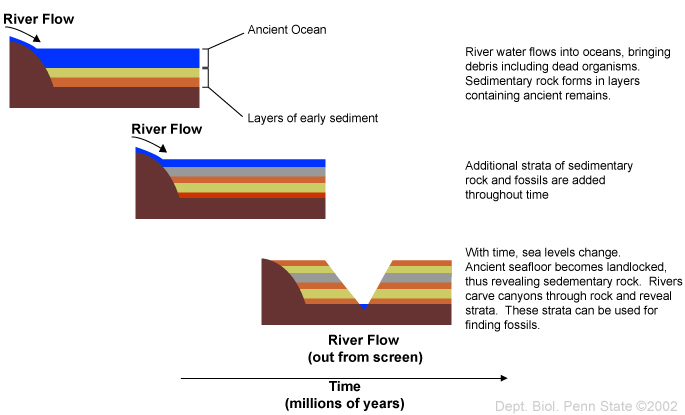 River Flow
Ancient Ocean
River water flows into oceans, bringing
debris including dead organisms.
Sedimentary rock forms in layers
containing ancient remains.
Layers of early sediment
River Flow
Additional strata of sedimentary
rock and fossils are added
throughout time
With time, sea levels change.
Ancient seafloor becomes landlocked,
thus revealing sedementary rock.  Rivers
carve canyons through rock and reveal
strata.  These strata can be used for
finding fossils.
River Flow
(out from screen)
Time
(millions of years)
Dept. Biol. Penn State ©2002